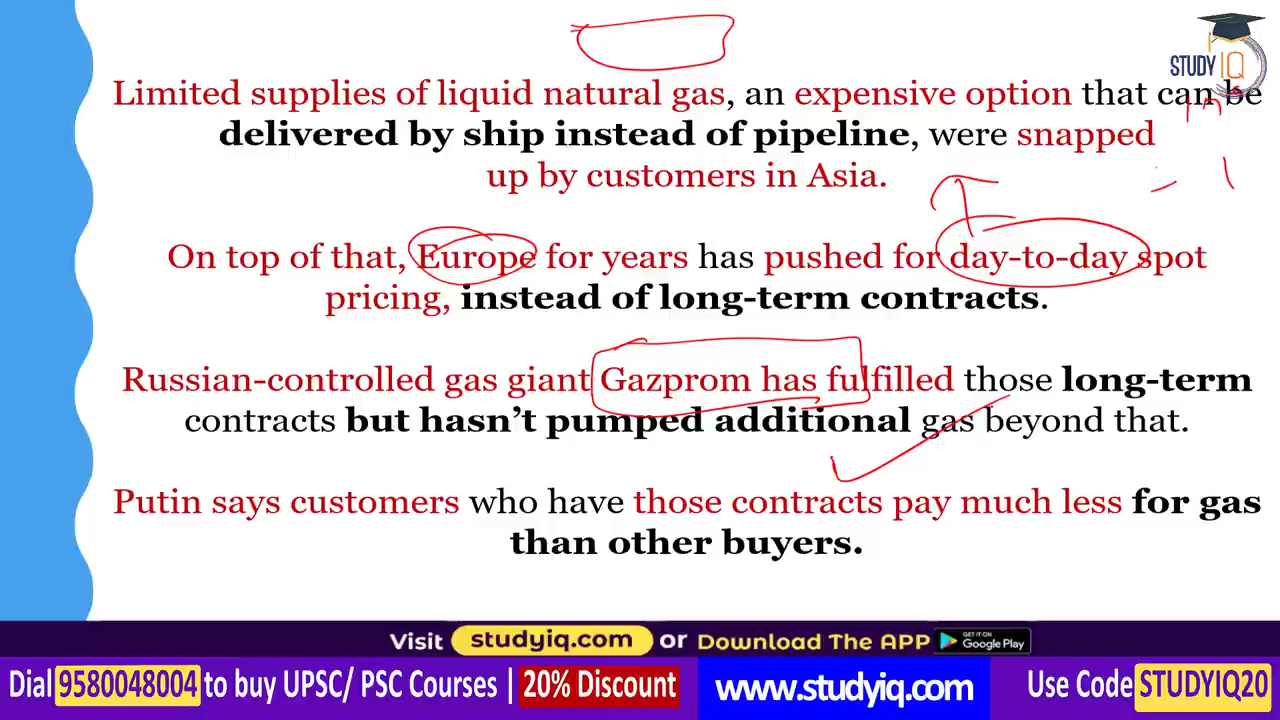 STUDY IQ
Limited supplies of liquid natural gas, an expensive option that can be
delivered by ship instead of pipeline, were snapped
up by customers in Asia.
On top of that, Europe for years has pushed for day-to-day spot
pricing, instead of long-term contracts.
Russian-controlled gas giant Gazprom has fulfilled those long-term
contracts but hasn't pumped additional gas beyond that.
Putin says customers who have those contracts pay much less for gas
than other buyers.
Visit studyiq.com or Download The APP GET IT ON Google Play
Dial 9580048004 to buy UPSC/ PSC Courses | 20% Discount www.studyiq.com Use Code STUDYIQ20